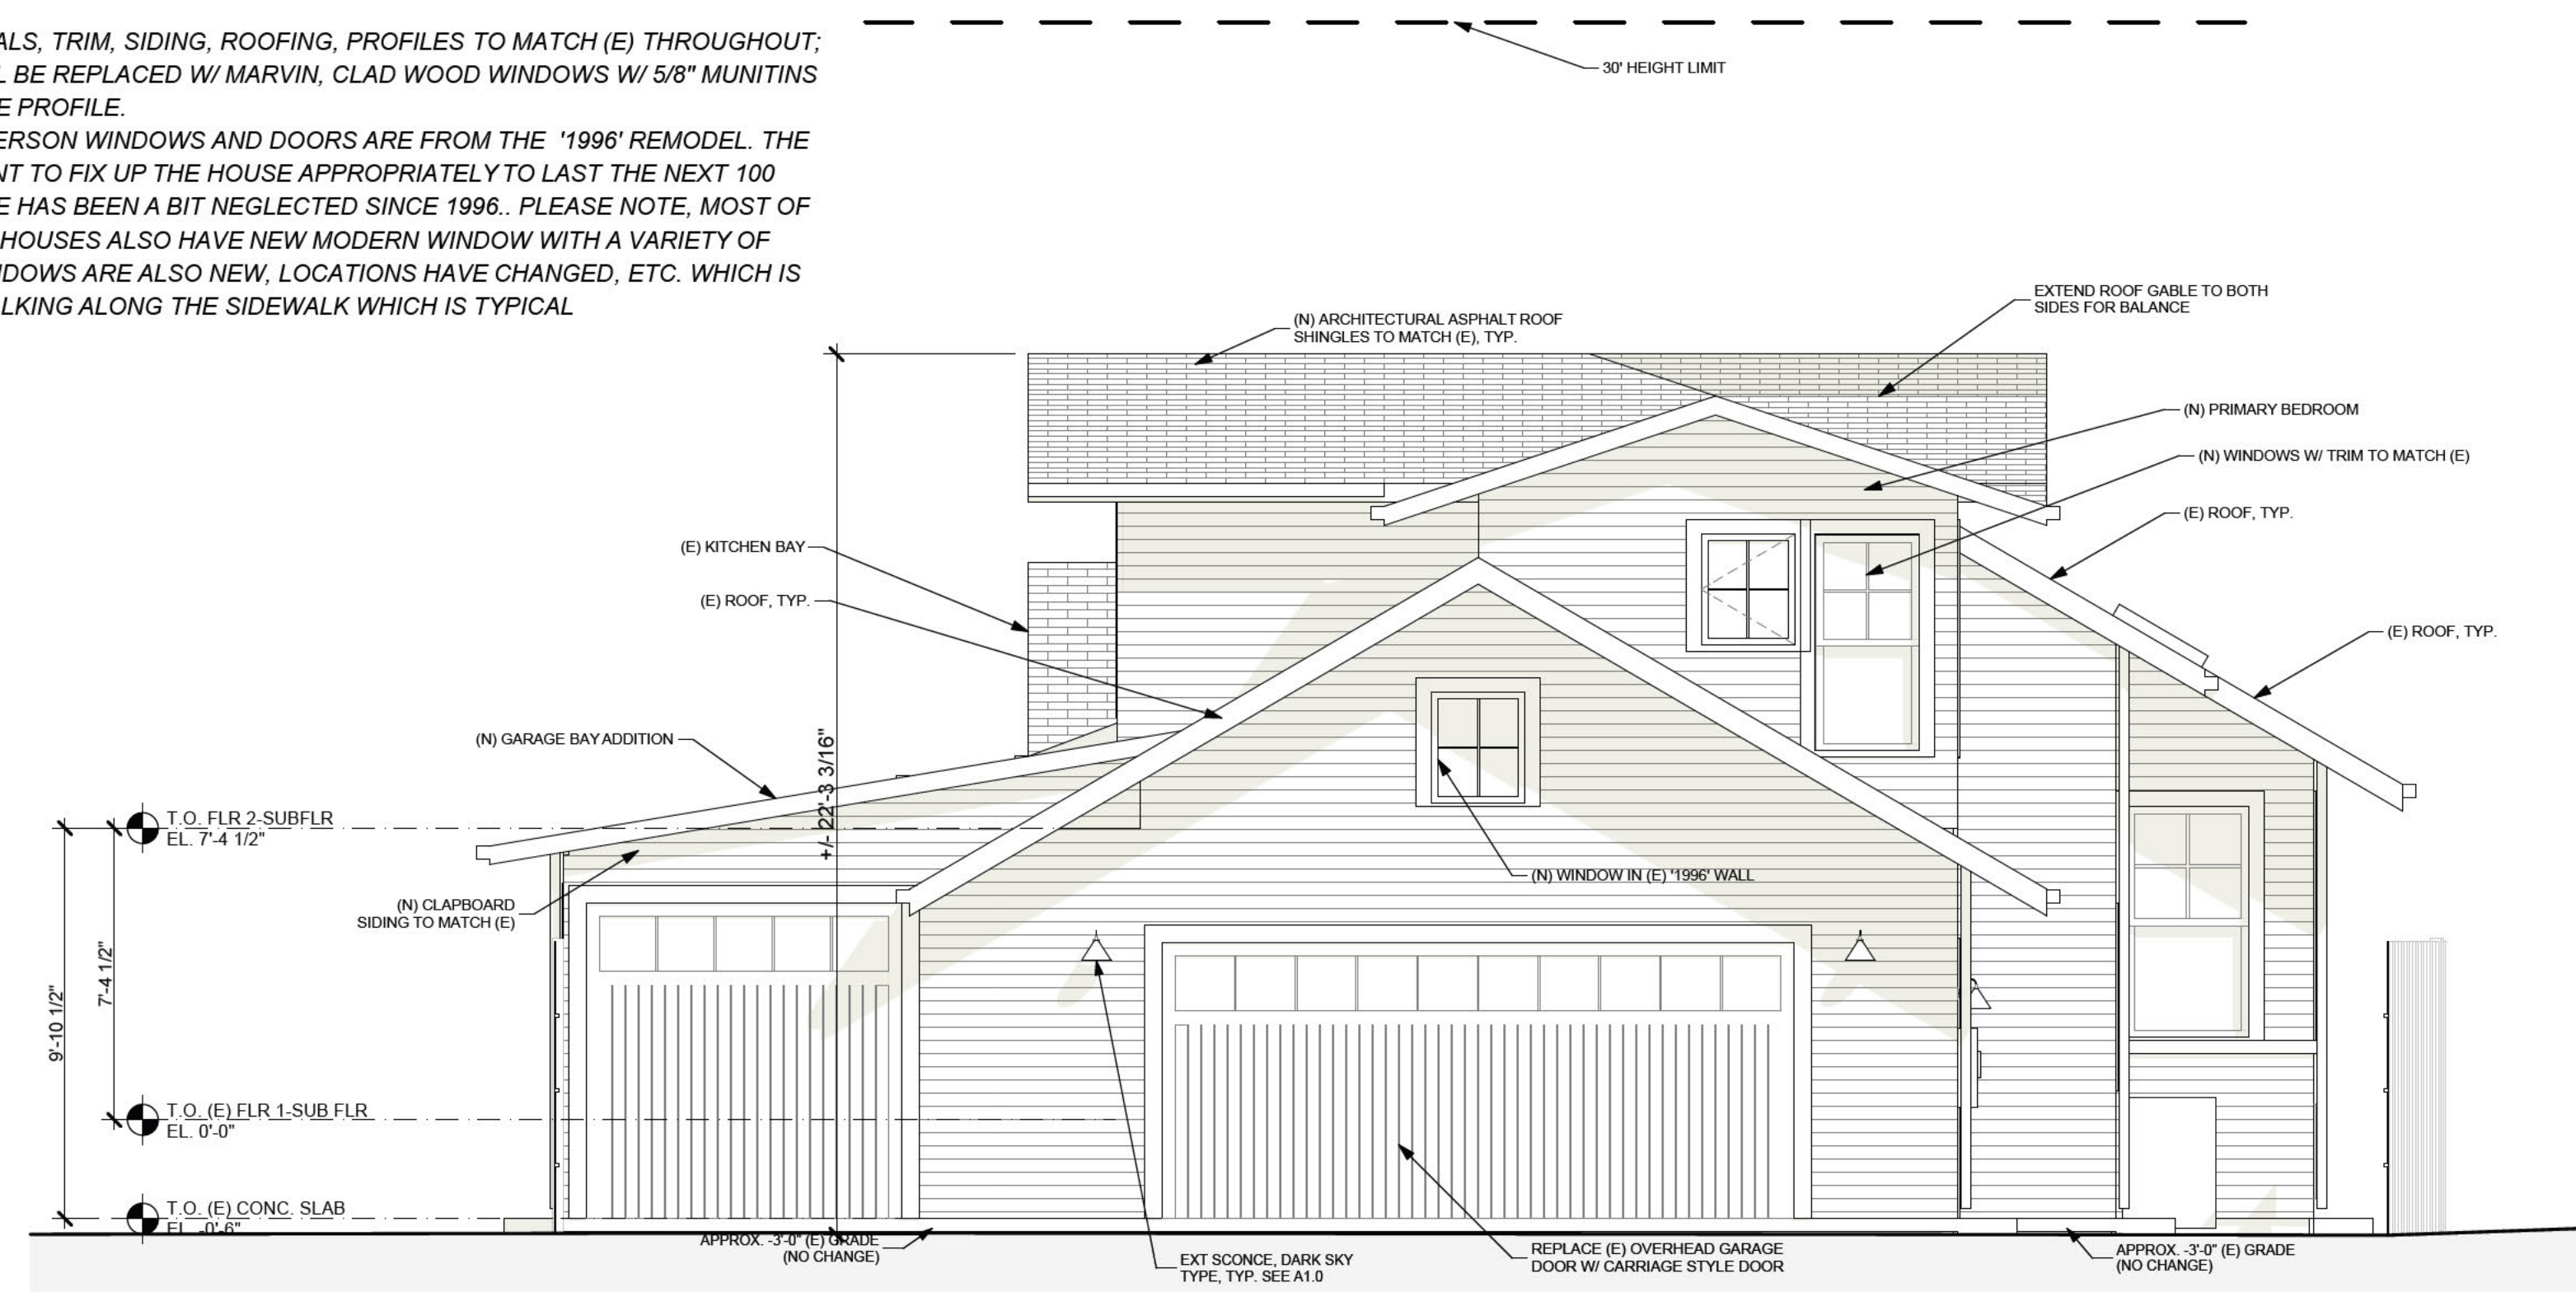 ALS, TRIM, SIDING, ROOFING, PROFILES TO MATCH (E) THROUGHOUT;
L BE REPLACED W/ MARVIN, CLAD WOOD WINDOWS W/ 5/8" MUNITINS
E PROFILE.
ERSON WINDOWS AND DOORS ARE FROM THE '1996' REMODEL. THE
NT TO FIX UP THE HOUSE APPROPRIATELY TO LAST THE NEXT 100
E HAS BEEN A BIT NEGLECTED SINCE 1996.. PLEASE NOTE, MOST OF
HOUSES ALSO HAVE NEW MODERN WINDOW WITH A VARIETY OF
NDOWS ARE ALSO NEW, LOCATIONS HAVE CHANGED, ETC. WHICH IS
ALKING ALONG THE SIDEWALK WHICH IS TYPICAL
30' HEIGHT LIMIT
EXTEND ROOF GABLE TO BOTH
SIDES FOR BALANCE
(N) ARCHITECTURAL ASPHALT ROOF
SHINGLES TO MATCH (E), TYP.
(N) PRIMARY BEDROOM
(N) WINDOWS W/ TRIM TO MATCH (E)
(E) ROOF, TYP.
(E) KITCHEN BAY
(E) ROOF, TYP.
(E) ROOF, TYP.
(N) GARAGE BAY ADDITION
+/- 22'-3 3/16"
T.O. FLR 2-SUBFLR
EL. 7'-4 1/2"
(N) WINDOW IN (E) '1996' WALL
(N) CLAPBOARD
SIDING TO MATCH (E)
7'-4 1/2"
9'-10 1/2"
T.O. (E) FLR 1-SUB FLR
EL. 0'-0"
T.O. (E) CONC. SLAB
EL. -0'-6"
APPROX. -3'-0" (E) GRADE
(NO CHANGE)
EXT SCONCE, DARK SKY
TYPE, TYP. SEE A1.0
REPLACE (E) OVERHEAD GARAGE
DOOR W/ CARRIAGE STYLE DOOR
APPROX. -3'-0" (E) GRADE
(NO CHANGE)